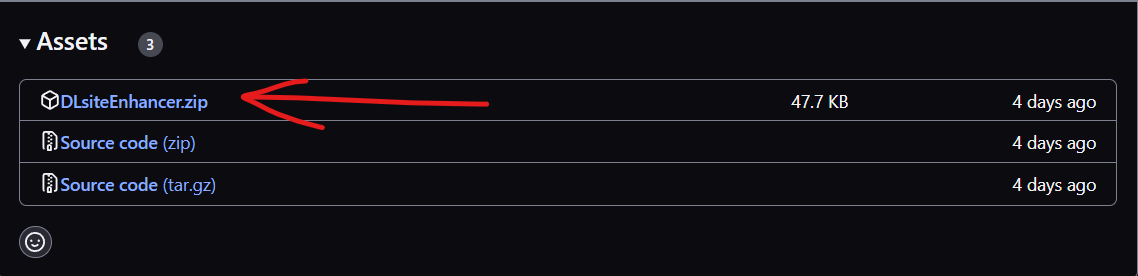 Assets 3
DLsiteEnhancer.zip 47.7 KB 4 days ago
Source code (zip) 4 days ago
Source code (tar.gz) 4 days ago